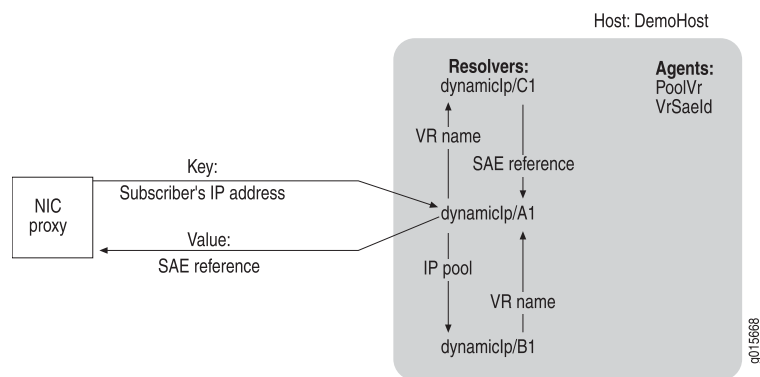 Host: DemoHost
Resolvers:
dynamicIp/C1
Agents:
PoolVr
VrSaeId
VR name
SAE reference
Key:
Subscriber's IP address
NIC
proxy
dynamicIp/A1
Value:
SAE reference
IP pool
VR name
dynamicIp/B1
g015668